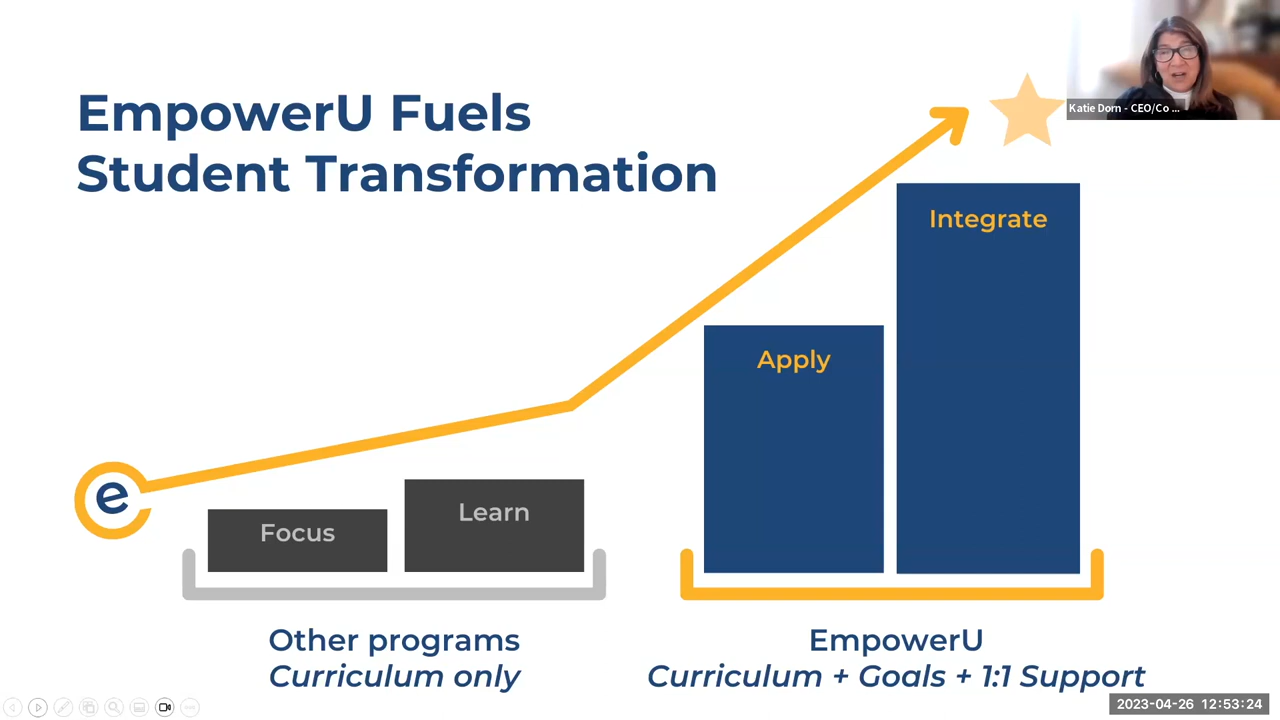 EmpowerU Fuels
Student Transformation
Katie Dorn - CEO/Co ...
Integrate
Apply
e
Learn
Focus
Other programs
Curriculum only
EmpowerU
Curriculum + Goals + 1:1 Support
2023-04-26 12:53:24